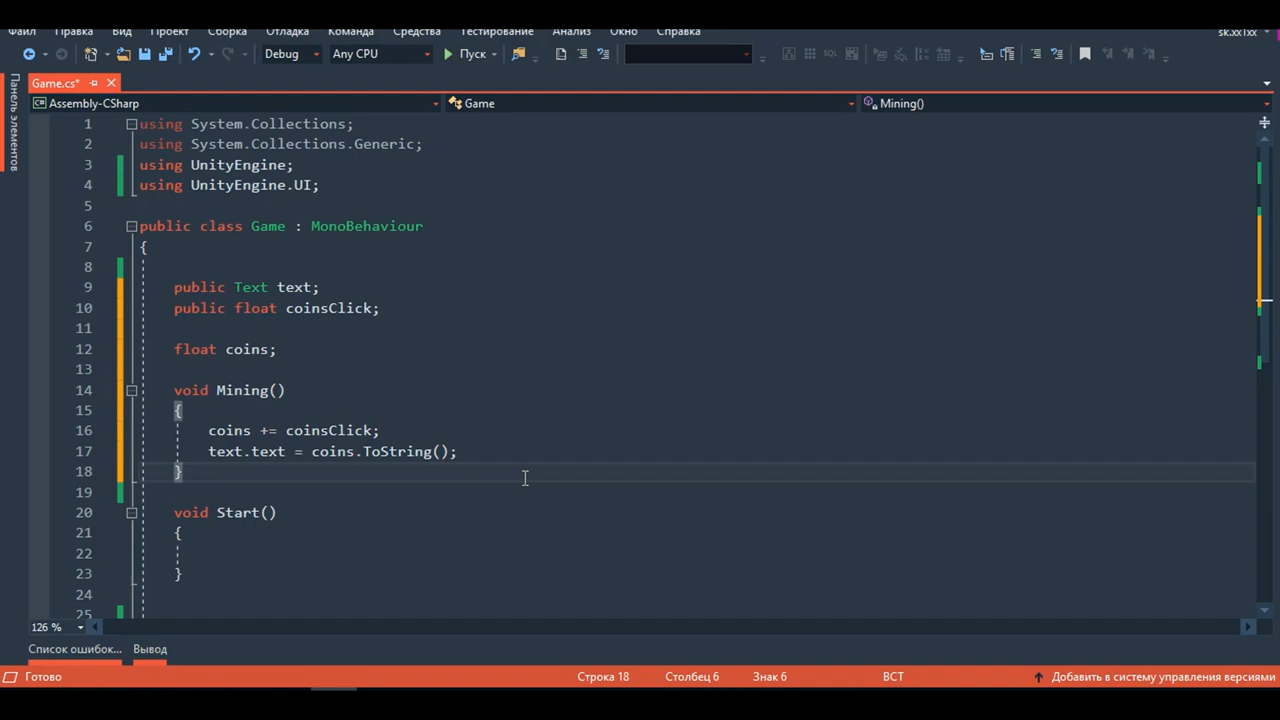 Файл Правка Вид Проект Сборка Отладка Команда Средства Тестирование Анализ Окно Справка sk.xx1xx
Debug Any CPU Пуск
Game.cs*
Панель элементов
Assembly-CSharp Game Mining()
1 using System.Collections;
2 using System.Collections.Generic;
3 using UnityEngine;
4 using UnityEngine.UI;
5
6 public class Game : MonoBehaviour
7 {
8
9 public Text text;
10 public float coinsClick;
11
12 float coins;
13
14 void Mining()
15 {
16 coins += coinsClick;
17 text.text = coins.ToString();
18 }
19
20 void Start()
21 {
22
23 }
24
25
126 %
Список ошибок... Вывод
Готово Строка 18 Столбец 6 Знак 6 ВСТ Добавить в систему управления версиями